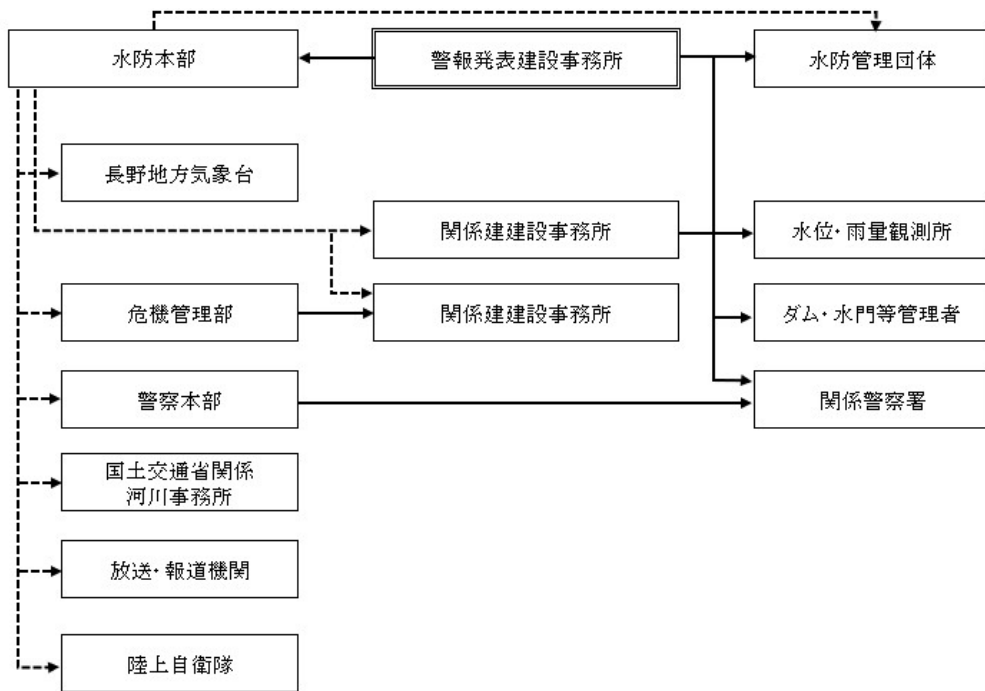 水防本部
警報発表建設事務所
水防管理団体
長野地方気象台
関係建建設事務所
水位・雨量観測所
危機管理部
関係建建設事務所
ダム・水門等管理者
警察本部
関係警察署
国土交通省関係
河川事務所
放送・報道機関
陸上自衛隊